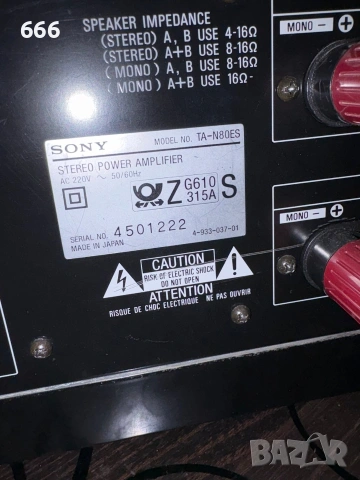 666
SPEAKER IMPEDANCE
(STEREO) A, B USE 4-16Ω
(STEREO) A+B USE 8-16Ω
(MONO) A, B USE 8-16Ω
(MONO) A+B USE 16Ω-
MONO -
SONY MODEL NO. TA-N80ES
STEREO POWER AMPLIFIER
AC 220V ~ 50/60Hz
Z G610 315A S
SERIAL NO. 4501222 4-933-037-01
MADE IN JAPAN
MONO -
CAUTION
RISK OF ELECTRIC SHOCK
DO NOT OPEN
ATTENTION
RISQUE DE CHOC ELECTRIQUE NE PAS OUVRIR
BAZAR